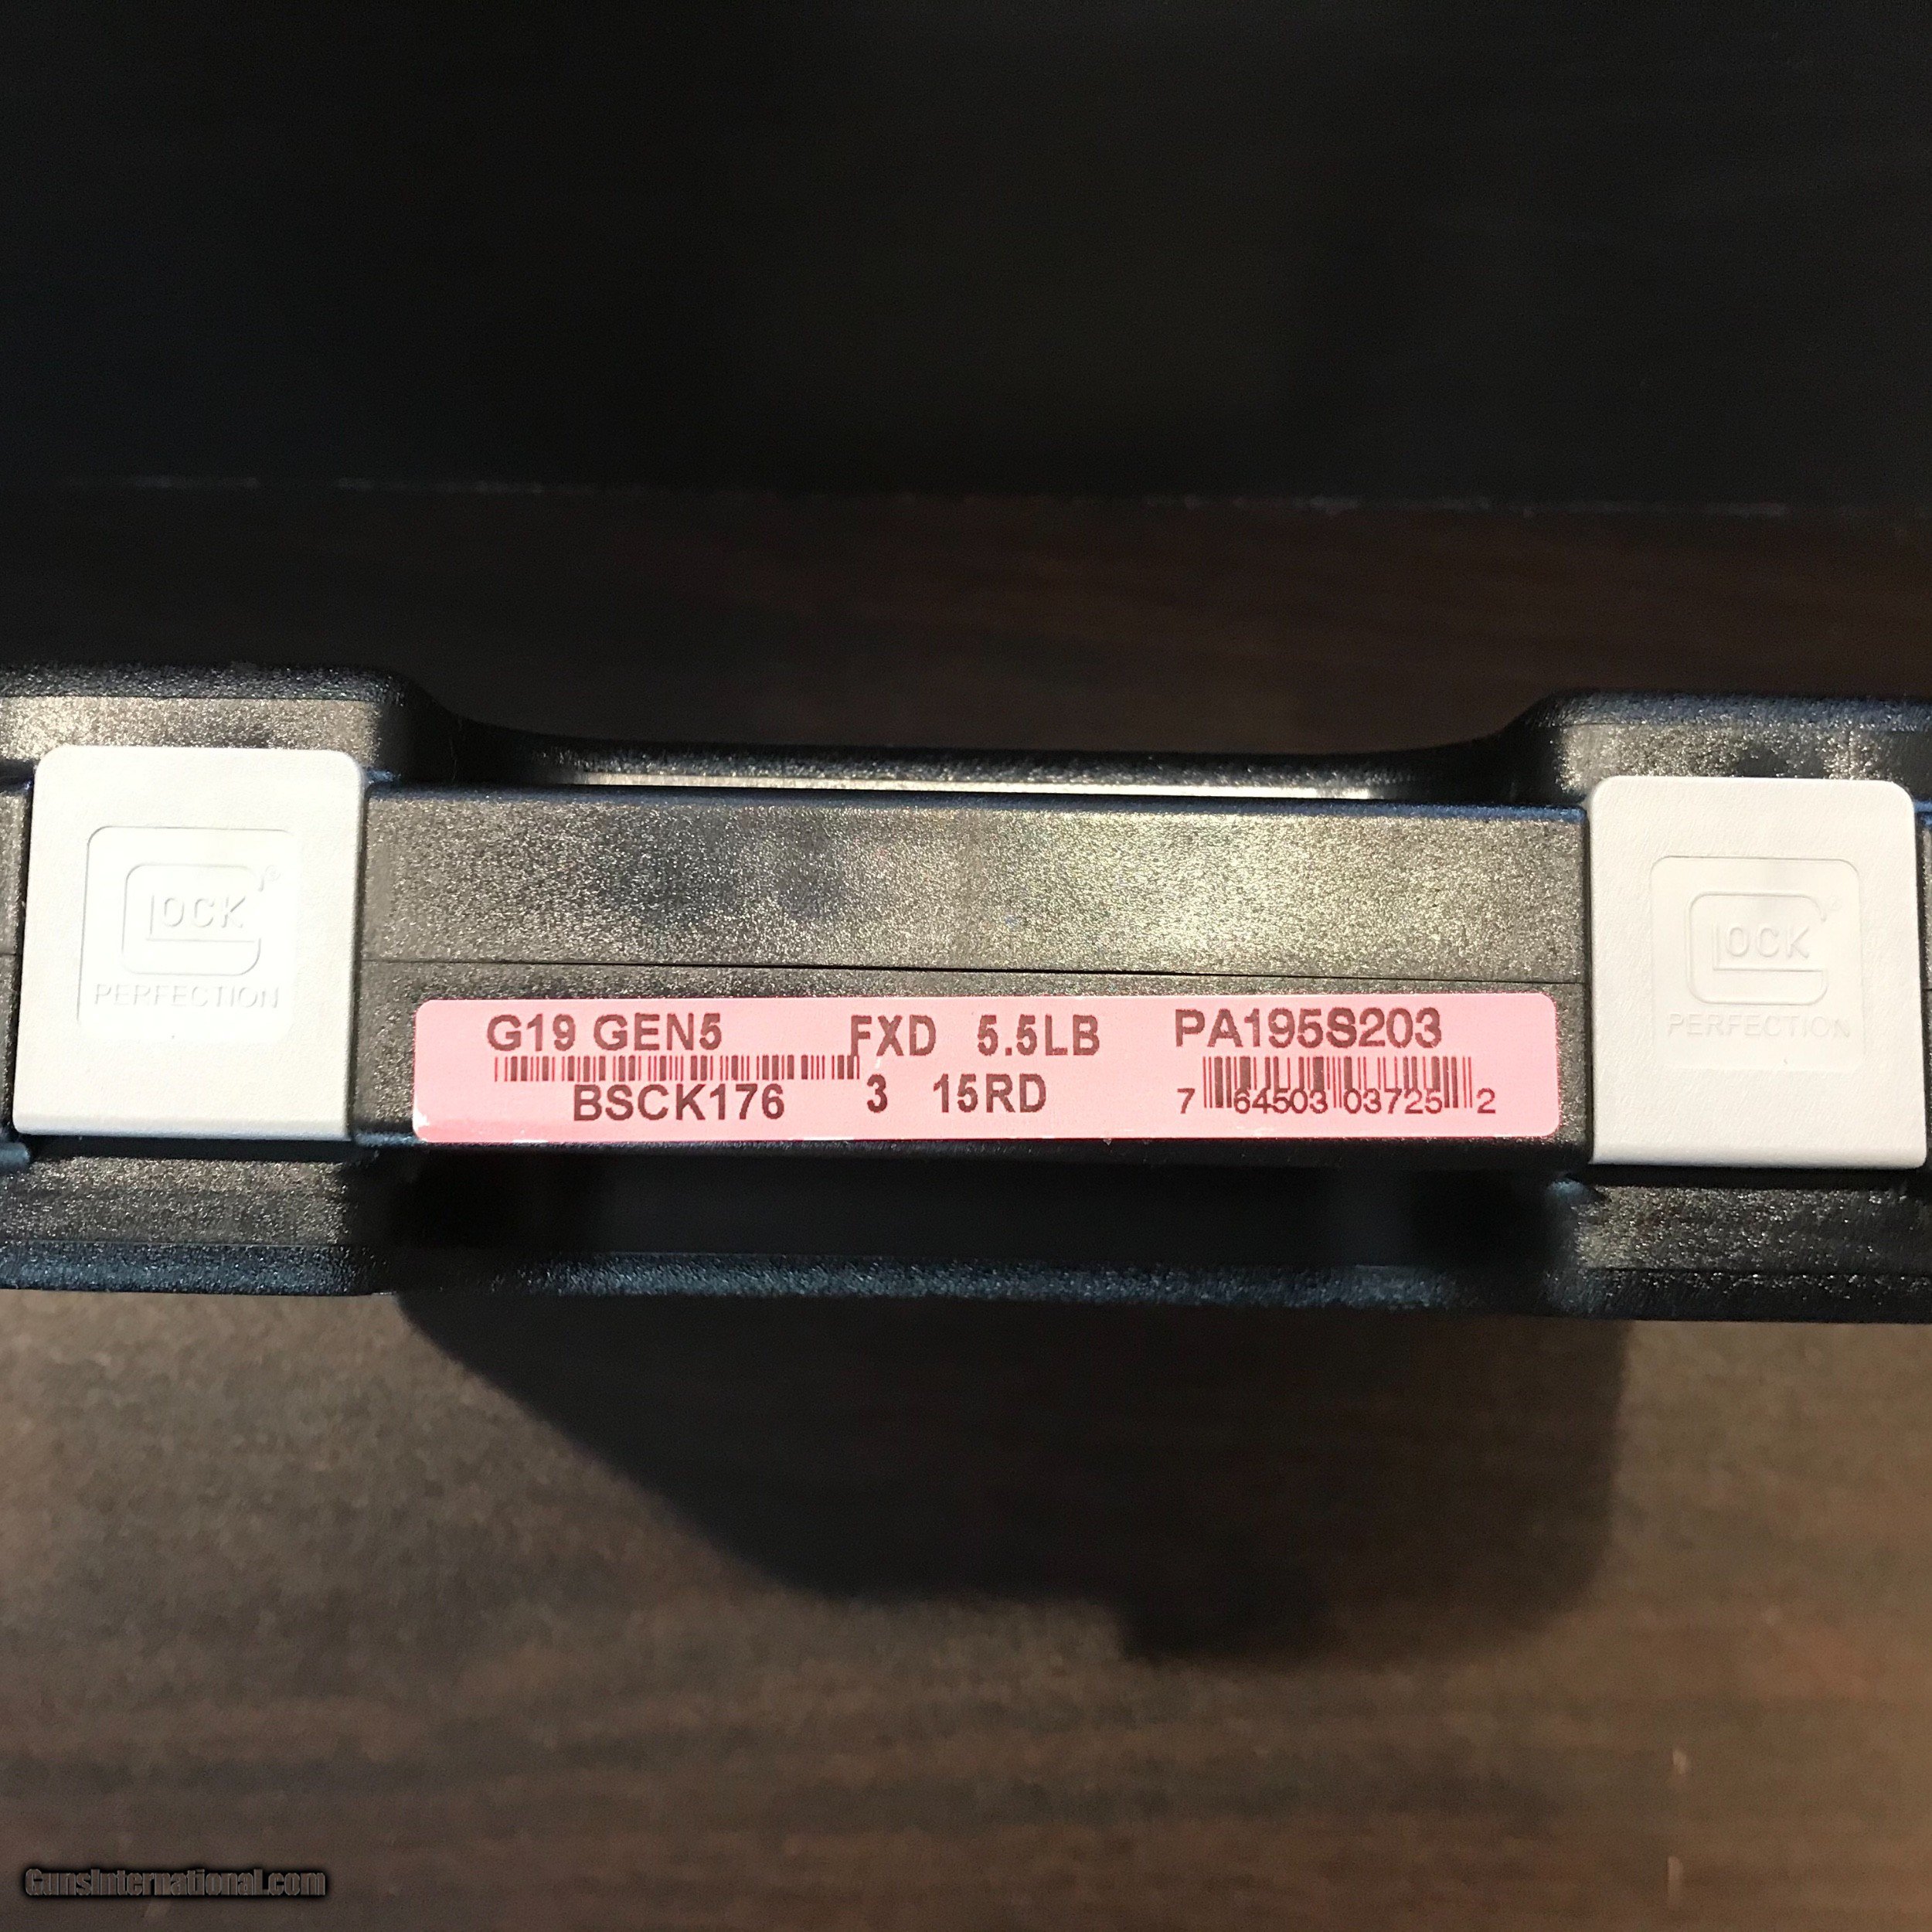 GLOCK
PERFECTION
G19 GEN5 FXD 5.5LB PA195S203
BSCK176 3 15RD 7 64503 03725 2
GLOCK
PERFECTION
GunsInternational.com